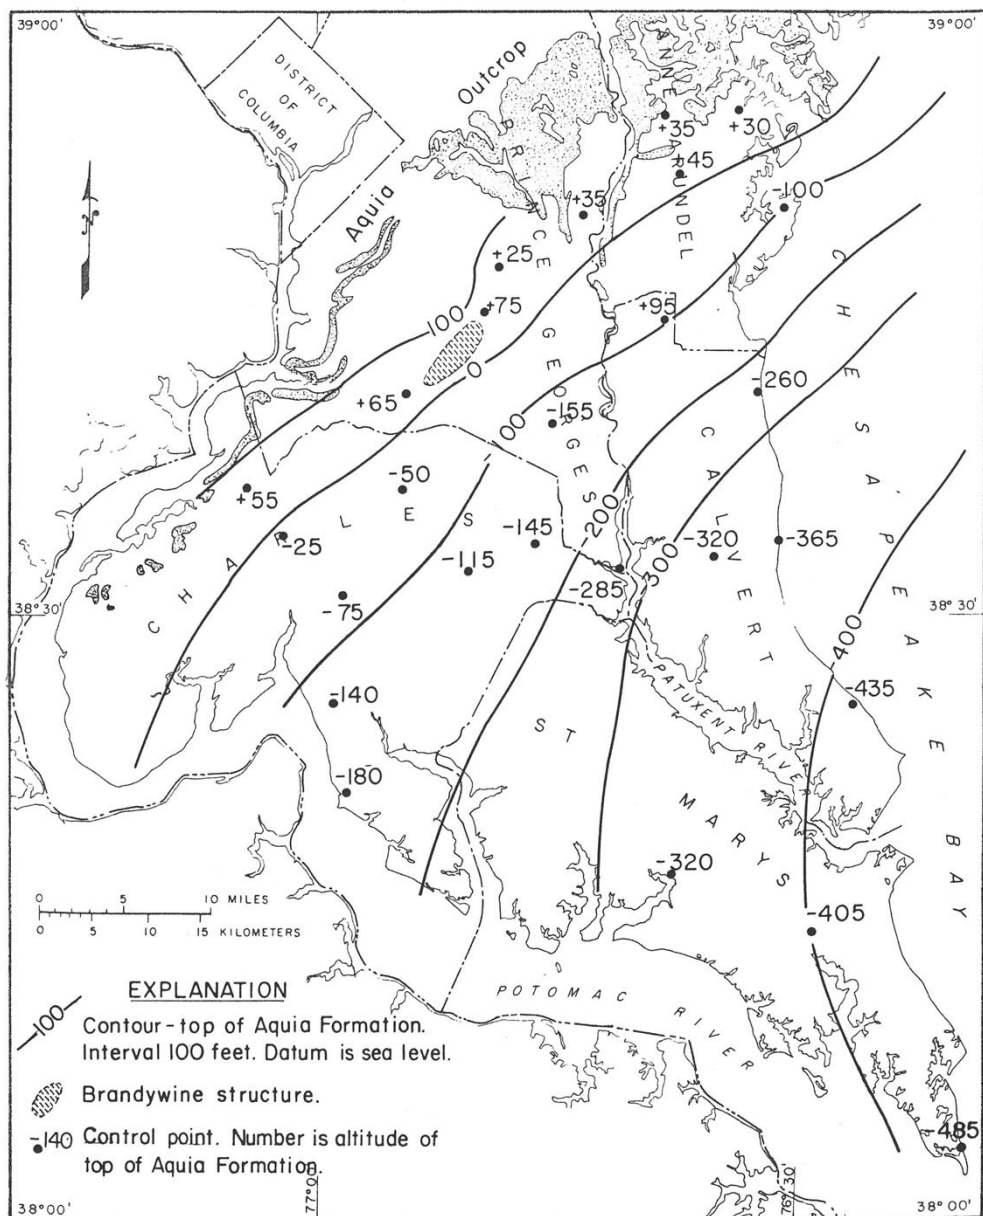 39°00'
39°00'
DISTRICT
OF
COLUMBIA
Outcrop
Aquia
ANNE ARUNDEL
PRINCE GEORGES
CHESAPEAKE BAY
CALVERT
CHALES
ST
MARYS
PATUXENT RIVER
POTOMAC
RIVER
+35
+30
+45
+35
-100
+25
+75
100
0
+95
-260
+65
-155
-100
-50
+55
-25
-145
-200
-115
-285
300
-320
-365
-75
38°30'
38°30'
400
-140
-435
-180
-320
-405
-485
0 5 10 MILES
0 5 10 15 KILOMETERS
EXPLANATION
-100
Contour-top of Aquia Formation.
Interval 100 feet. Datum is sea level.
Brandywine structure.
-140 Control point. Number is altitude of
top of Aquia Formation.
38°00'
77°00'
76°30'
38°00'